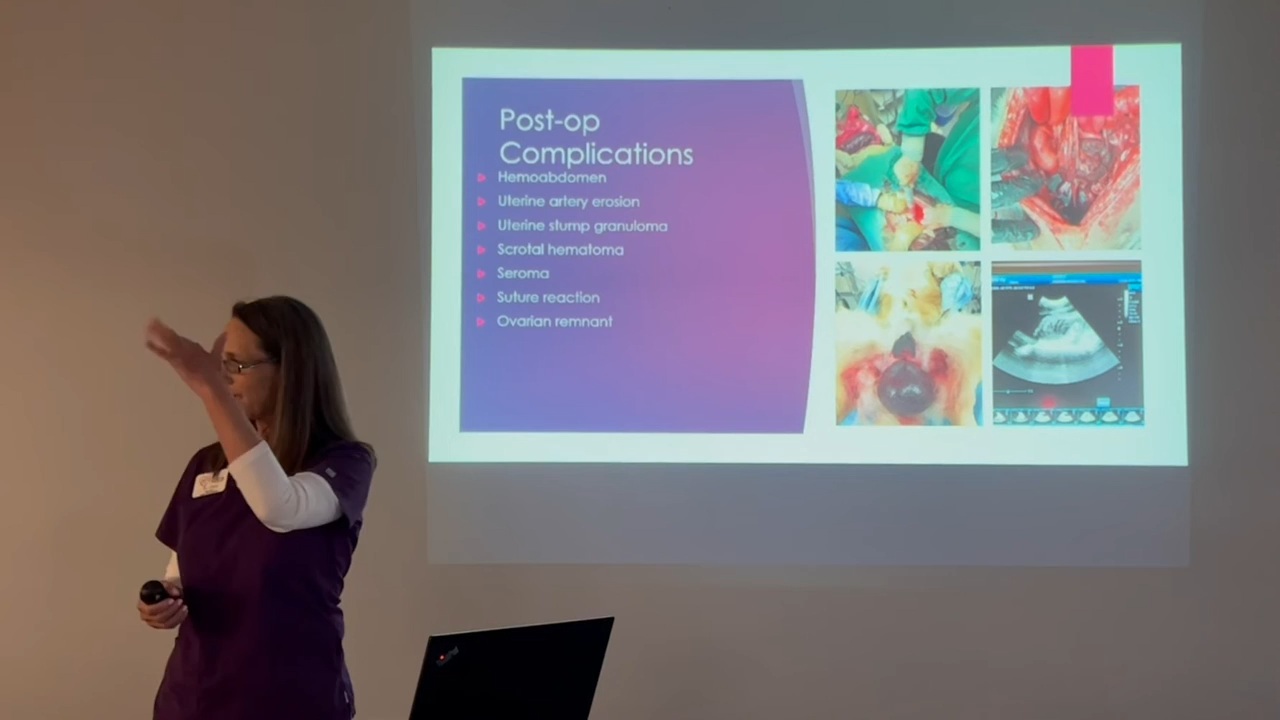 Post-op
Complications
Hemoabdomen
Uterine artery erosion
Uterine stump granuloma
Scrotal hematoma
Seroma
Suture reaction
Ovarian remnant